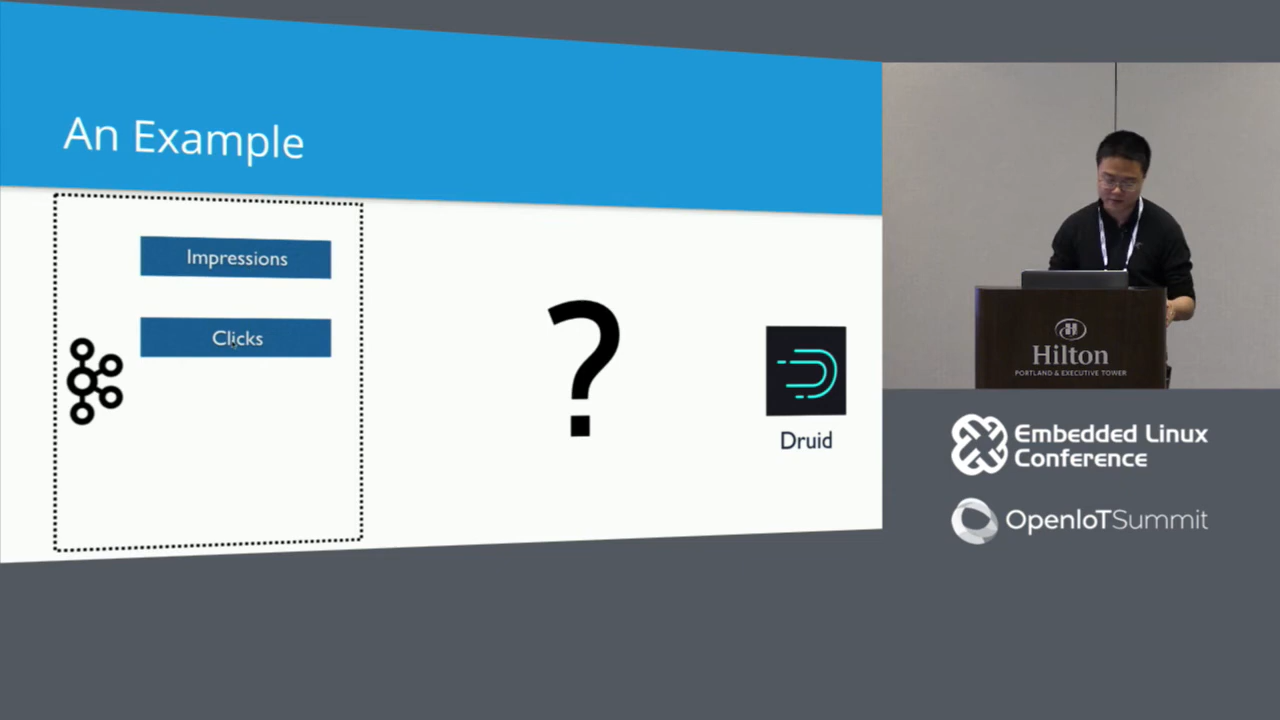 An Example
Impressions
Clicks
?
Druid
Hilton
PORTLAND & EXECUTIVE TOWER
Embedded Linux
Conference
OpenIoTSummit